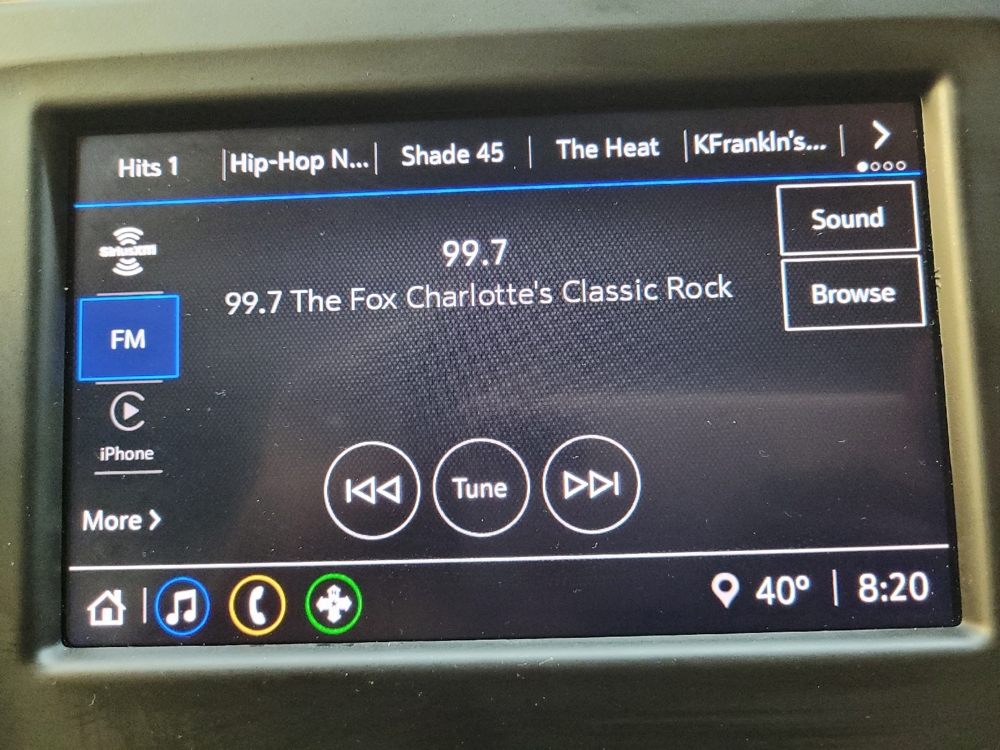 Hits 1 | Hip-Hop N... | Shade 45 | The Heat | KFrankln's... |
SiriusXM
Sound
99.7
99.7 The Fox Charlotte's Classic Rock
Browse
FM
iPhone
Tune
More
40° | 8:20